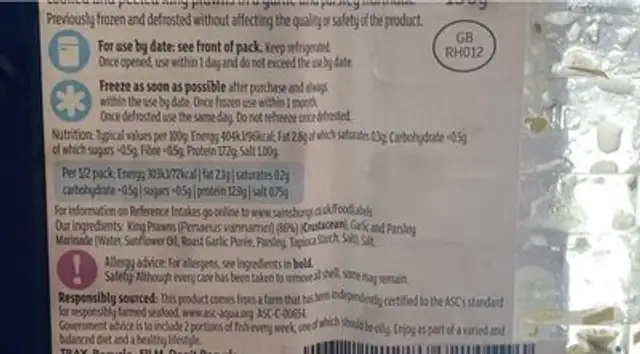 Cooked and peeled king prawns in a garlic and parsley marinade. 150g
Previously frozen and defrosted without affecting the quality or safety of the product.
GB
RH012
For use by date: see front of pack. Keep refrigerated.
Once opened, use within 1 day and do not exceed the use by date.
Freeze as soon as possible after purchase and always
within the use by date. Once frozen use within 1 month.
Once defrosted use the same day. Do not refreeze once defrosted.
Nutrition: Typical values per 100g: Energy 404kJ/96kcal; Fat 2.8g of which saturates 0.3g; Carbohydrate <0.5g
of which sugars <0.5g; Fibre <0.5g; Protein 17.2g; Salt 1.00g.
Per 1/2 pack: Energy 303kJ/72kcal | fat 2.1g | saturates 0.2g
carbohydrate <0.5g | sugars <0.5g | protein 12.9g | salt 0.75g
For information on Reference Intakes go online to www.sainsburys.co.uk/FoodLabels
Our ingredients: King Prawns (Penaeus vannamei) (86%) (Crustacean), Garlic and Parsley
Marinade (Water, Sunflower Oil, Roast Garlic Purée, Parsley, Tapioca Starch, Salt), Salt.
Allergy advice: For allergens, see ingredients in bold.
Safety: Although every care has been taken to remove all shell, some may remain.
Responsibly sourced: This product comes from a farm that has been independently certified to the ASC's standard
for responsibly farmed seafood. www.asc-aqua.org ASC-C-00654.
Government advice is to include 2 portions of fish every week, one of which should be oily. Enjoy as part of a varied and
balanced diet and a healthy lifestyle.